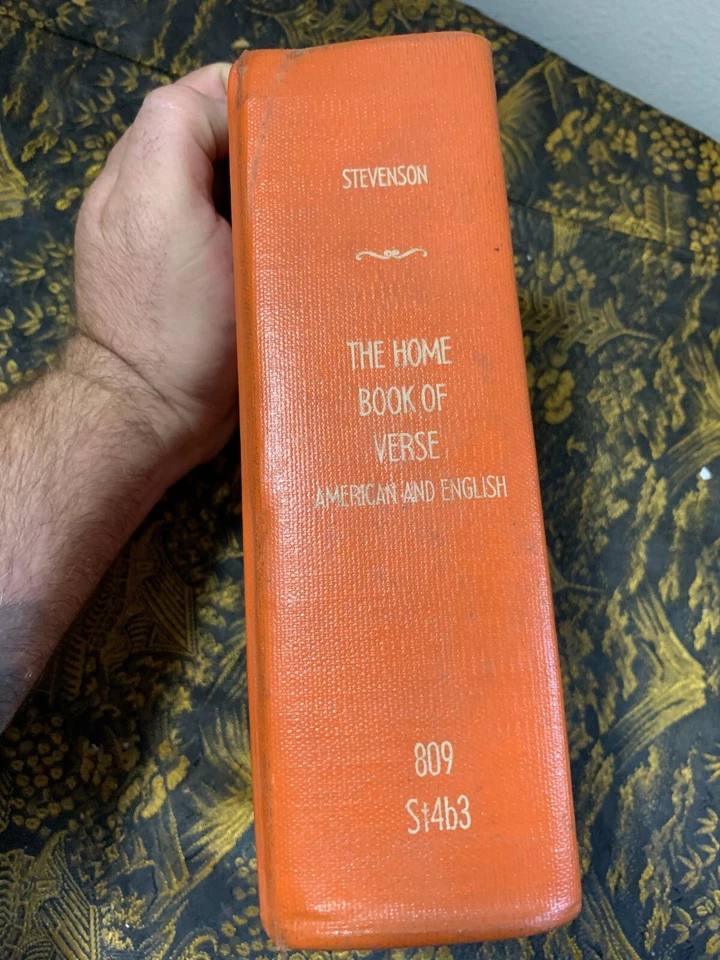 STEVENSON
THE HOME
BOOK OF
VERSE
AMERICAN AND ENGLISH
809
St4b3